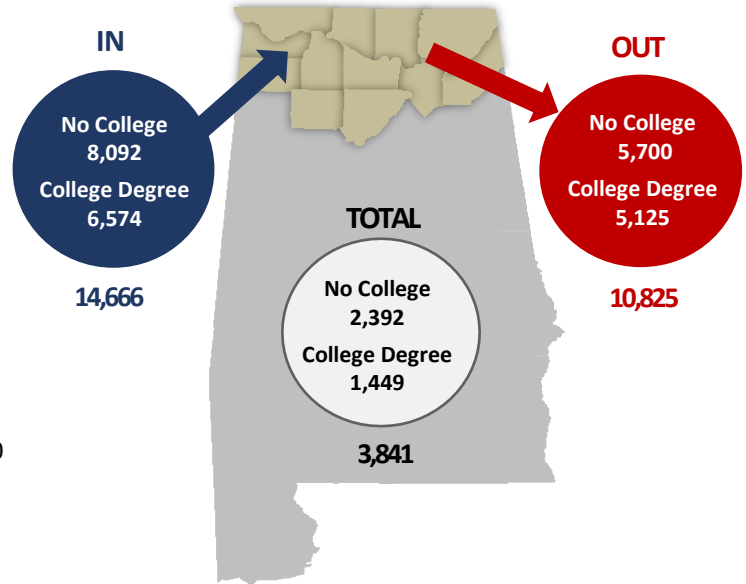 IN
No College
8,092
College Degree
6,574
14,666
OUT
No College
5,700
College Degree
5,125
10,825
TOTAL
No College
2,392
College Degree
1,449
3,841